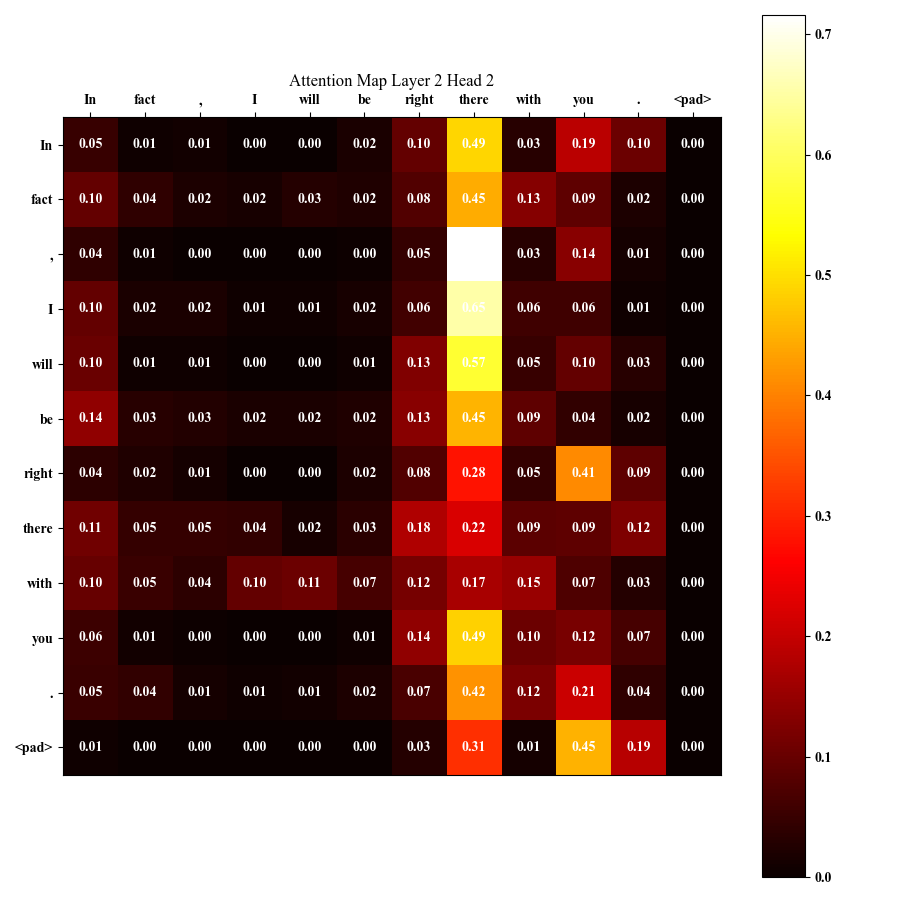 Attention Map Layer 2 Head 2
In fact , I will be right there with you . <pad>
In 0.05 0.01 0.01 0.00 0.00 0.02 0.10 0.49 0.03 0.19 0.10 0.00
fact 0.10 0.04 0.02 0.02 0.03 0.02 0.08 0.45 0.13 0.09 0.02 0.00
, 0.04 0.01 0.00 0.00 0.00 0.00 0.05 0.03 0.14 0.01 0.00
I 0.10 0.02 0.02 0.01 0.01 0.02 0.06 0.65 0.06 0.06 0.01 0.00
will 0.10 0.01 0.01 0.00 0.00 0.01 0.13 0.57 0.05 0.10 0.03 0.00
be 0.14 0.03 0.03 0.02 0.02 0.02 0.13 0.45 0.09 0.04 0.02 0.00
right 0.04 0.02 0.01 0.00 0.00 0.02 0.08 0.28 0.05 0.41 0.09 0.00
there 0.11 0.05 0.05 0.04 0.02 0.03 0.18 0.22 0.09 0.09 0.12 0.00
with 0.10 0.05 0.04 0.10 0.11 0.07 0.12 0.17 0.15 0.07 0.03 0.00
you 0.06 0.01 0.00 0.00 0.00 0.01 0.14 0.49 0.10 0.12 0.07 0.00
. 0.05 0.04 0.01 0.01 0.01 0.02 0.07 0.42 0.12 0.21 0.04 0.00
<pad> 0.01 0.00 0.00 0.00 0.00 0.00 0.03 0.31 0.01 0.45 0.19 0.00
0.7
0.6
0.5
0.4
0.3
0.2
0.1
0.0